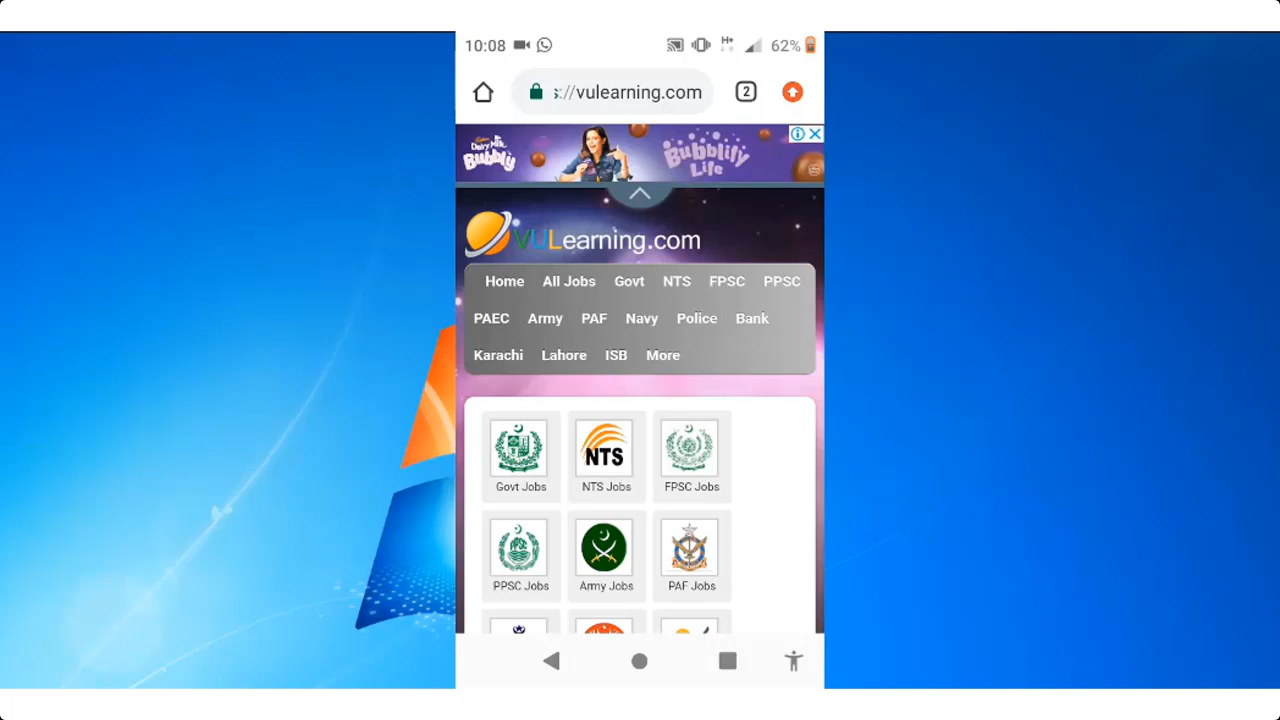 10:08 H+ 62%
s://vulearning.com 2
Dairy Milk Bubbly Bubblify Life
VULearning.com
Home All Jobs Govt NTS FPSC PPSC
PAEC Army PAF Navy Police Bank
Karachi Lahore ISB More
NTS
Govt Jobs NTS Jobs FPSC Jobs
PPSC
PPSC Jobs Army Jobs PAF Jobs